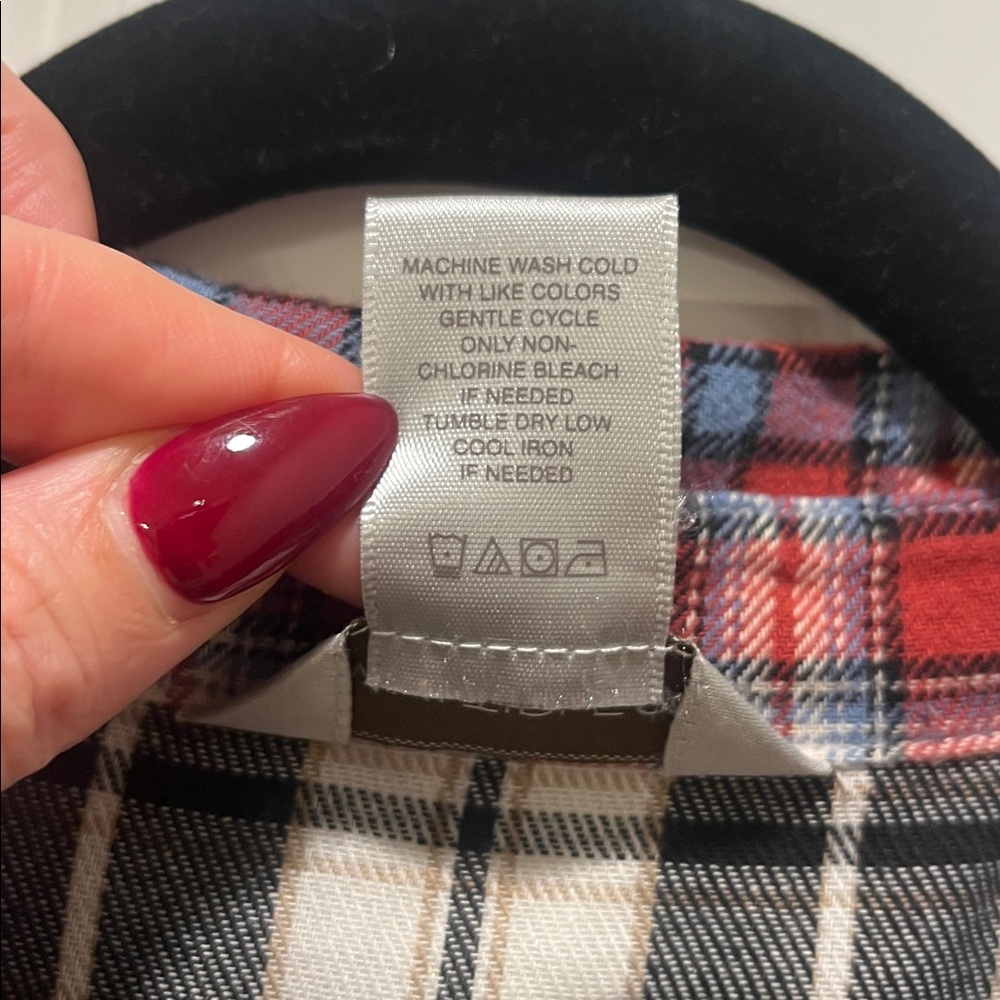 MACHINE WASH COLD
WITH LIKE COLORS
GENTLE CYCLE
ONLY NON-
CHLORINE BLEACH
IF NEEDED
TUMBLE DRY LOW
COOL IRON
IF NEEDED